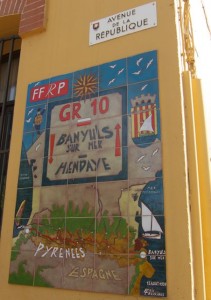 AVENUE
DE LA
RÉPUBLIQUE
FFRP
GR 10
BANYULS
SUR MER
HENDAYE
PYRENEES
ESPAGNE